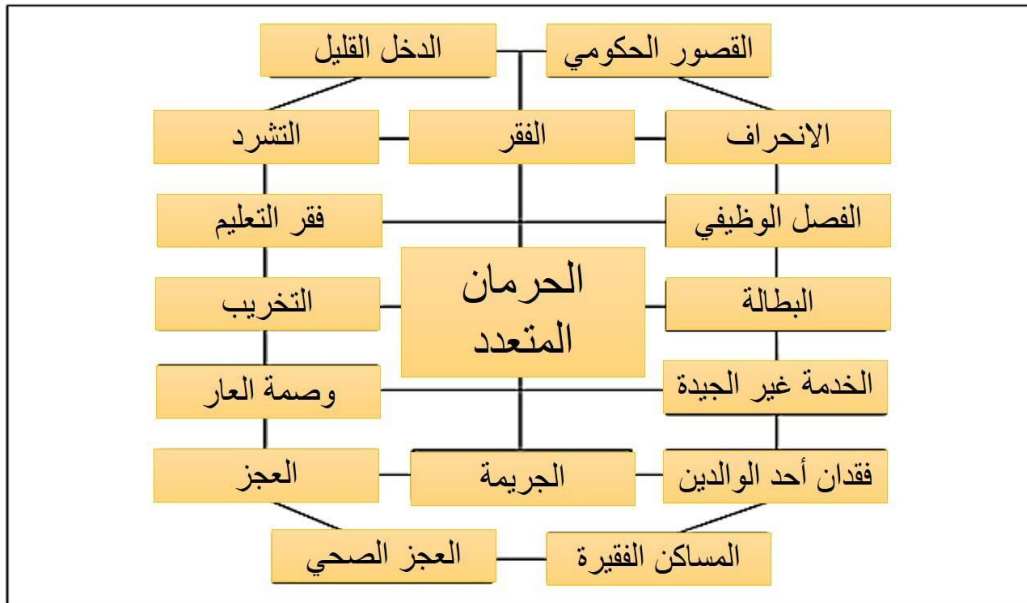 القصور الحكومي
الدخل القليل
الانحراف
الفقر
التشرد
الفصل الوظيفي
فقر التعليم
الحرمان
المتعدد
البطالة
التخريب
الخدمة غير الجيدة
وصمة العار
فقدان أحد الوالدين
الجريمة
العجز
المساكن الفقيرة
العجز الصحي